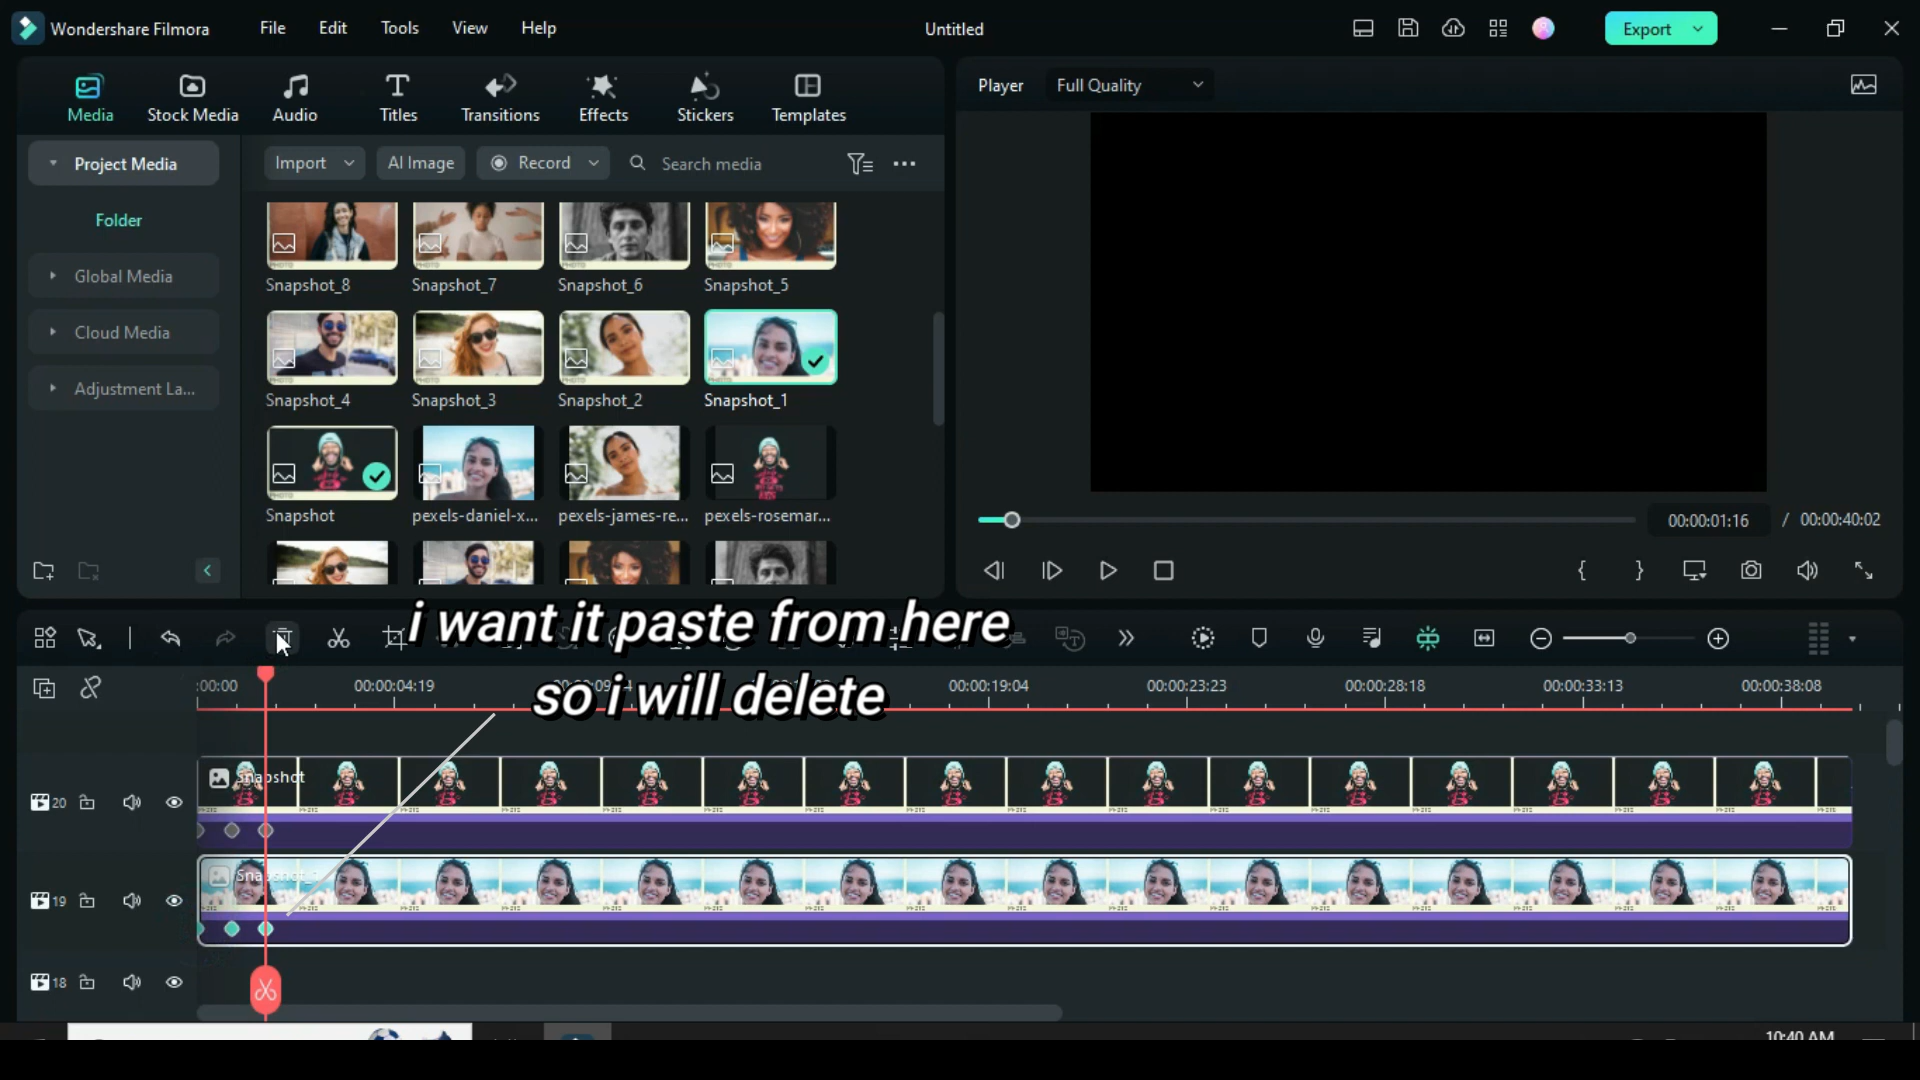 Wondershare Filmora
File
Edit
Tools
View
Help
Untitled
Export
Media
Stock Media
Audio
Titles
Transitions
Effects
Stickers
Templates
Player
Full Quality
Project Media
Import
AI Image
Record
Search media
Folder
Global Media
Cloud Media
Adjustment La...
Snapshot_8
Snapshot_7
Snapshot_6
Snapshot_5
Snapshot_4
Snapshot_3
Snapshot_2
Snapshot_1
Snapshot
pexels-daniel-x...
pexels-james-re...
pexels-rosemar...
00:00:01:16 / 00:00:40:02
i want it paste from here
so i will delete
:00:00
00:00:04:19
00:00:19:04
00:00:23:23
00:00:28:18
00:00:33:13
00:00:38:08
Snapshot
20
19
18
10:40 AM